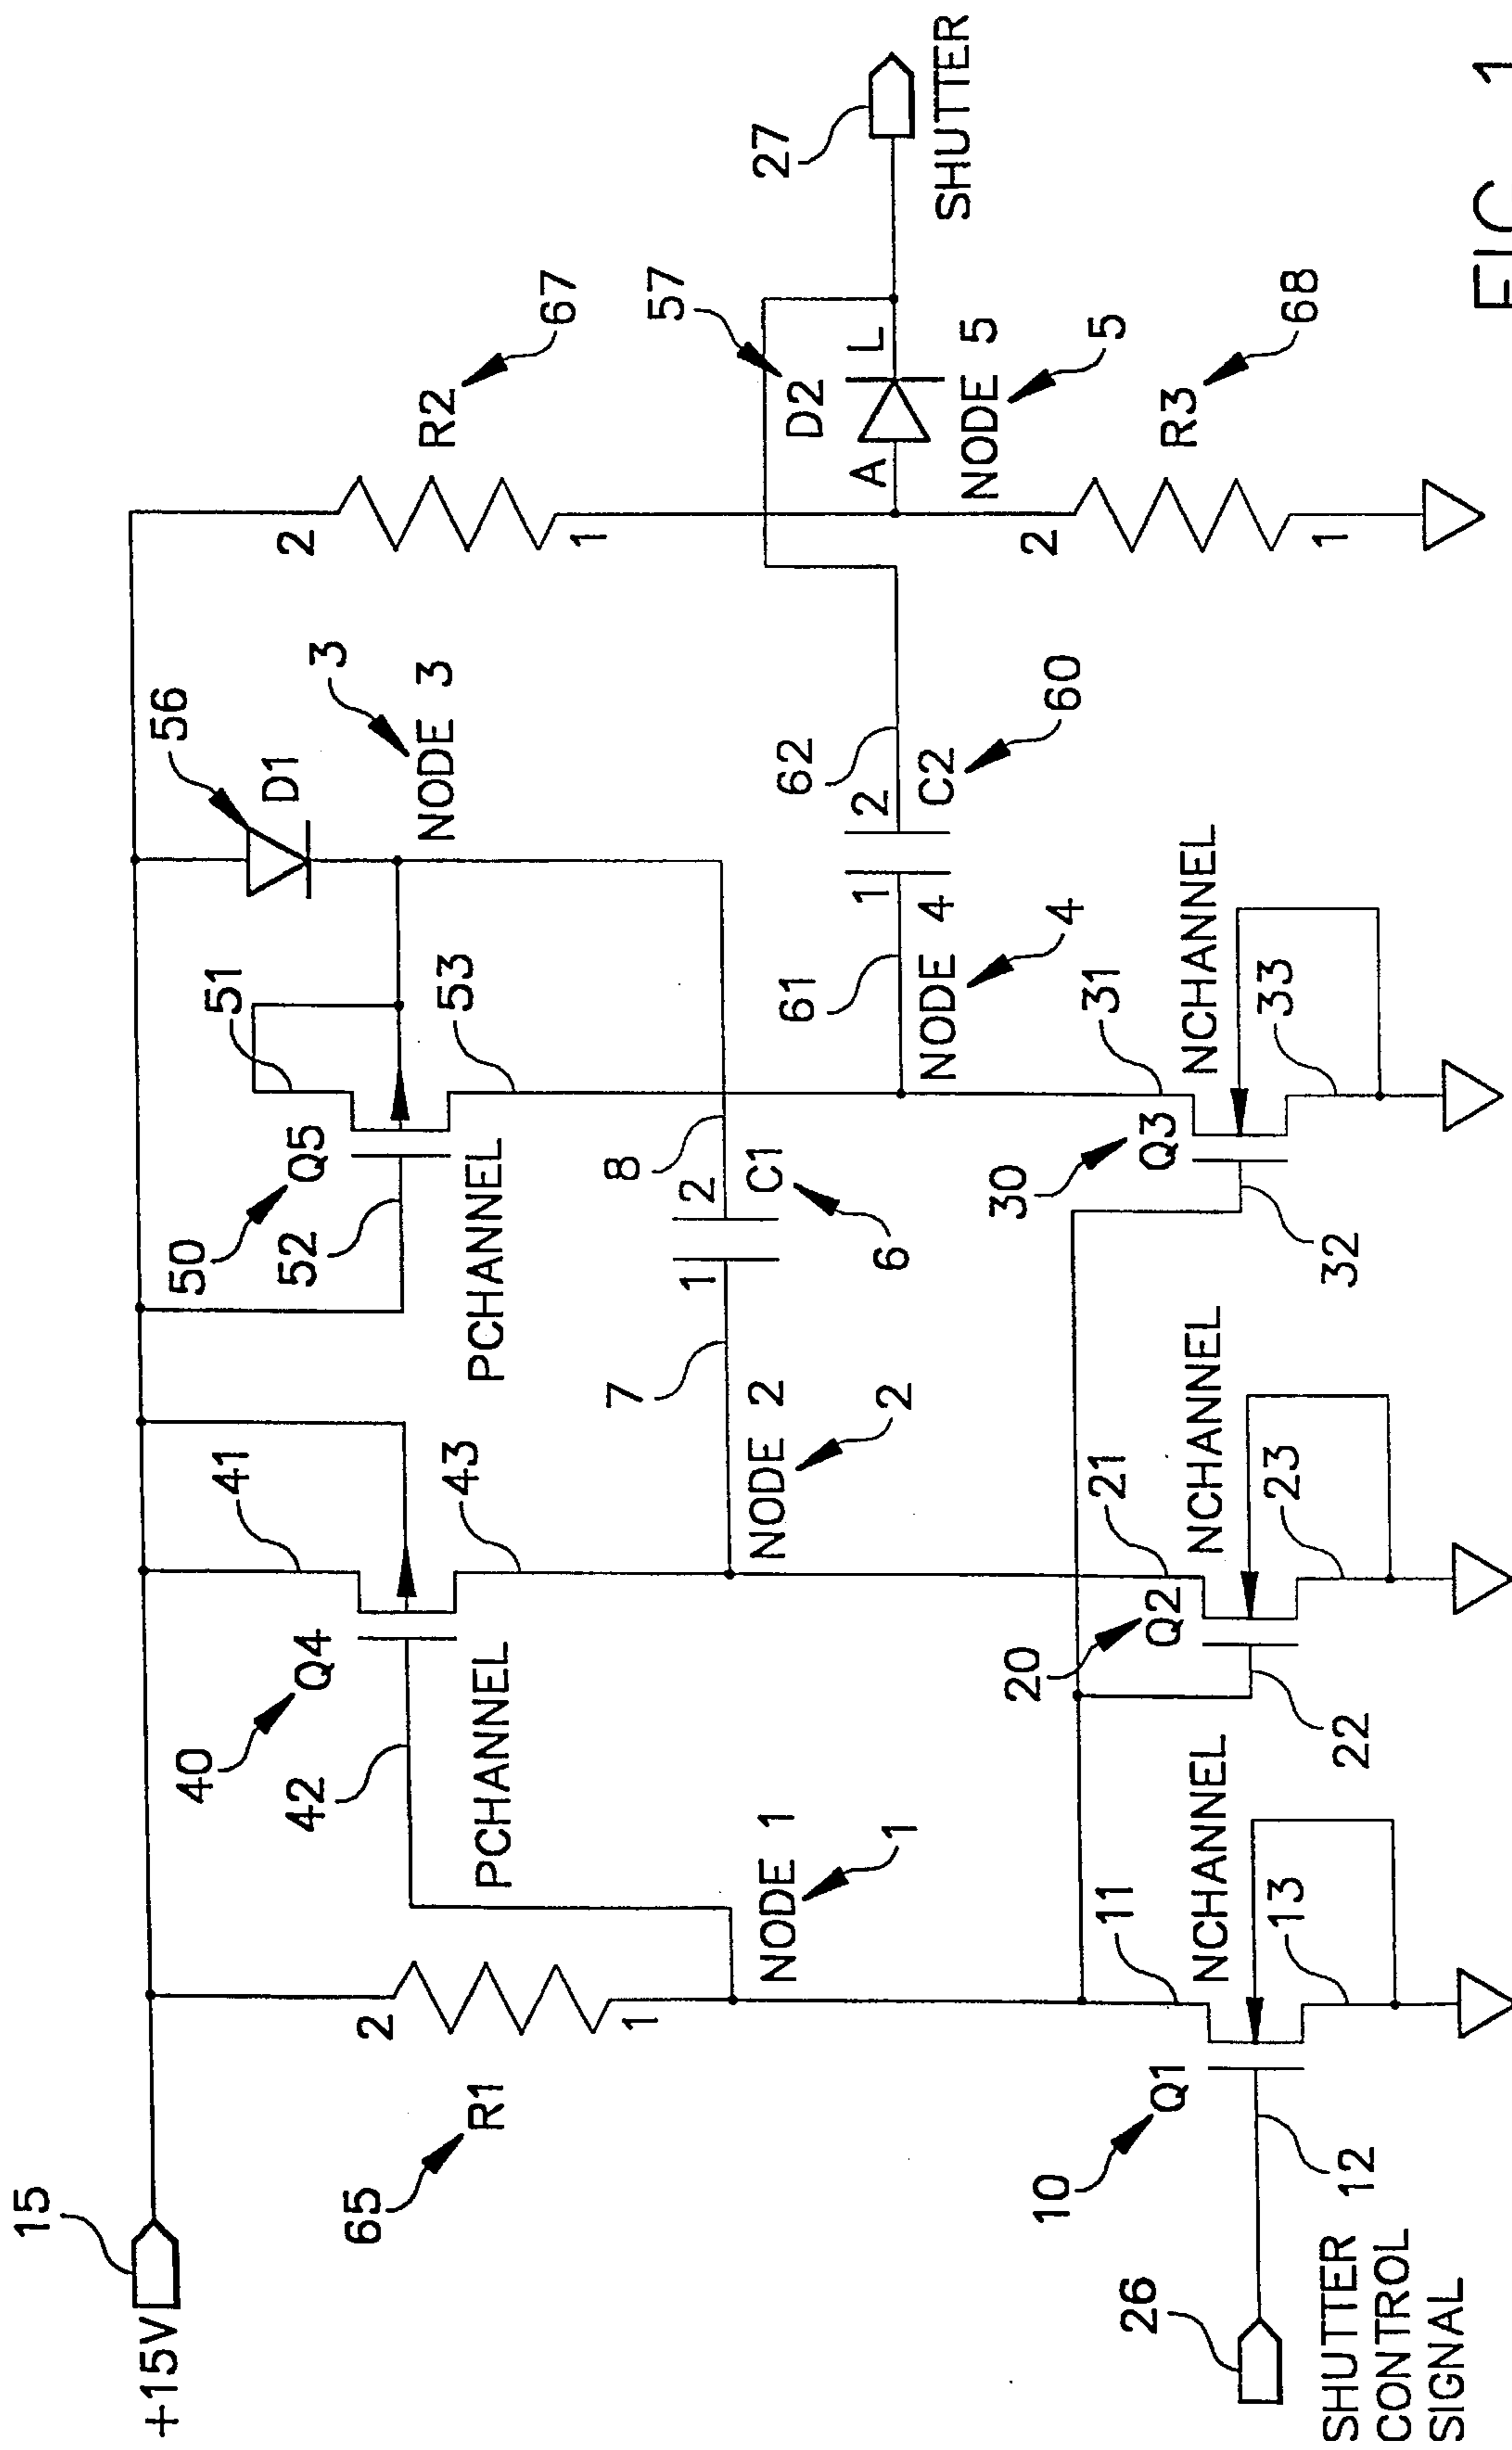 15
+15V
65
R1
2
1
40
Q4
41
42
43
PCHANNEL
50
Q5
51
52
53
PCHANNEL
56
D1
3
NODE 3
R2
67
2
1
NODE 1
1
NODE 2
2
7
1
2
8
C1
6
NODE 4
4
61
1
2
62
C2
60
57
D2
A
L
NODE 5
5
27
SHUTTER
26
SHUTTER
CONTROL
SIGNAL
10
Q1
11
12
13
NCHANNEL
20
Q2
21
22
23
NCHANNEL
30
Q3
31
32
33
NCHANNEL
2
1
R3
68
FIG 1